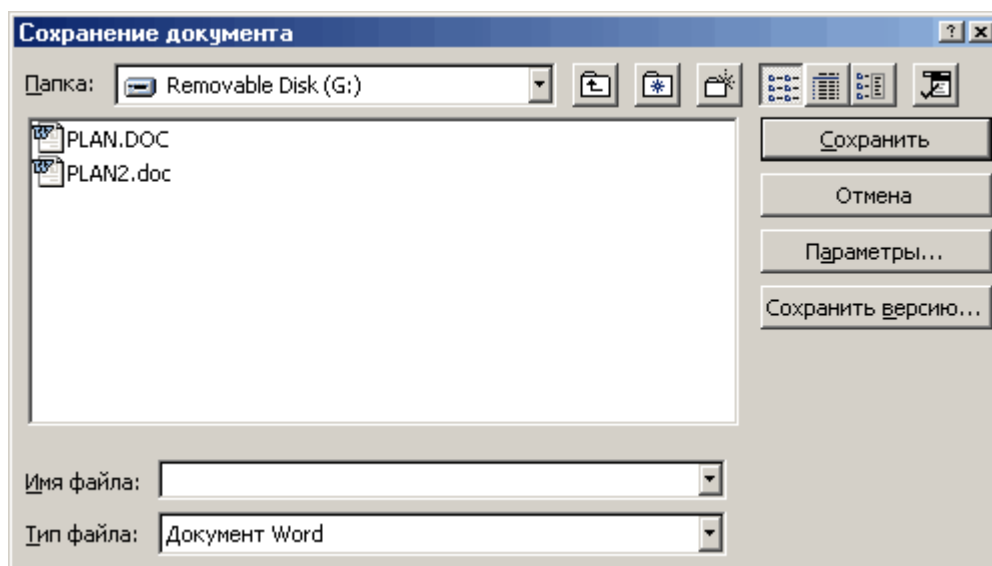 Сохранение документа
Папка: Removable Disk (G:)
PLAN.DOC
PLAN2.doc
Сохранить
Отмена
Параметры...
Сохранить версию...
Имя файла:
Тип файла: Документ Word